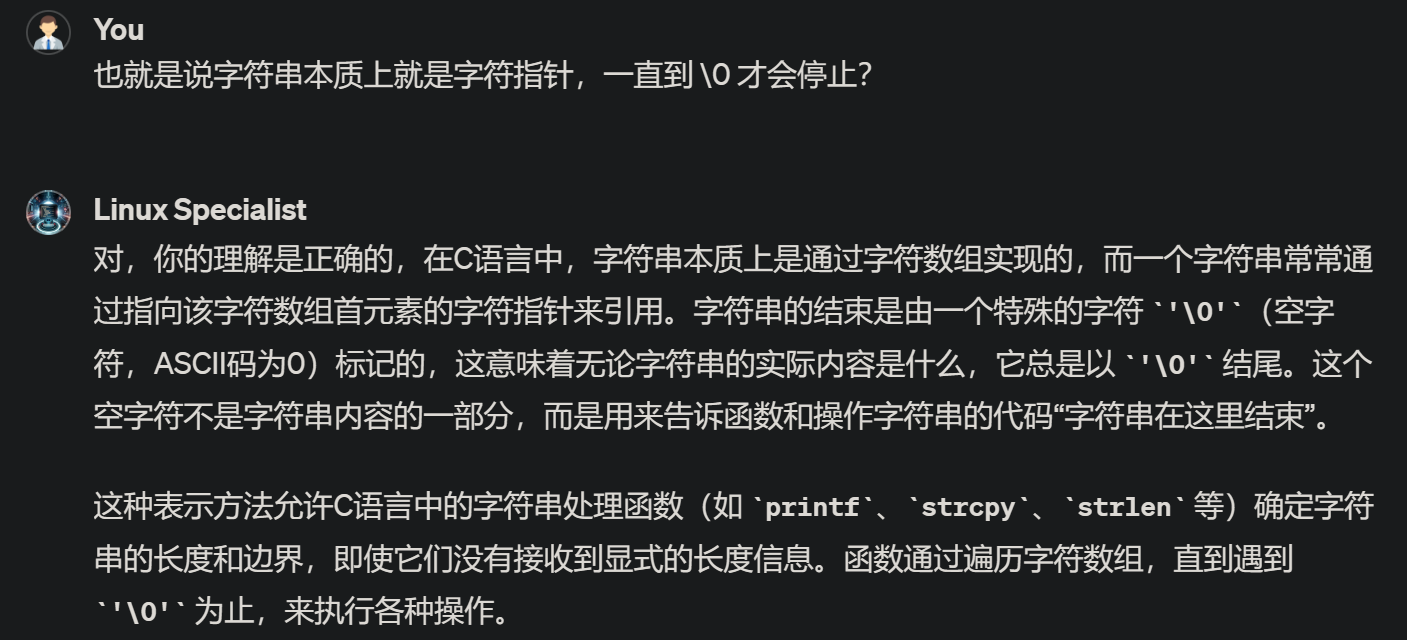 You
也就是说字符串本质上就是字符指针，一直到 \0 才会停止？
Linux Specialist
对，你的理解是正确的，在C语言中，字符串本质上是通过字符数组实现的，而一个字符串常常通
过指向该字符数组首元素的字符指针来引用。字符串的结束是由一个特殊的字符 `'\0'`（空字
符，ASCII码为0）标记的，这意味着无论字符串的实际内容是什么，它总是以 `'\0'` 结尾。这个
空字符不是字符串内容的一部分，而是用来告诉函数和操作字符串的代码“字符串在这里结束”。
这种表示方法允许C语言中的字符串处理函数（如 `printf`、`strcpy`、`strlen` 等）确定字符
串的长度和边界，即使它们没有接收到显式的长度信息。函数通过遍历字符数组，直到遇到
`'\0'` 为止，来执行各种操作。